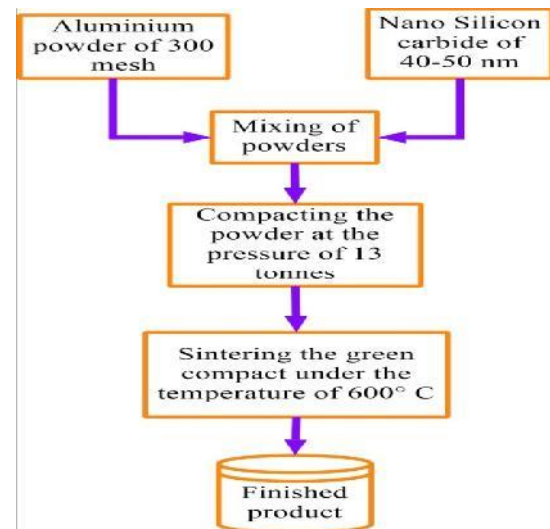 Aluminium
powder of 300
mesh
Nano Silicon
carbide of
40-50 nm
Mixing of
powders
Compacting the
powder at the
pressure of 13
tonnes
Sintering the green
compact under the
temperature of 600° C
Finished
product